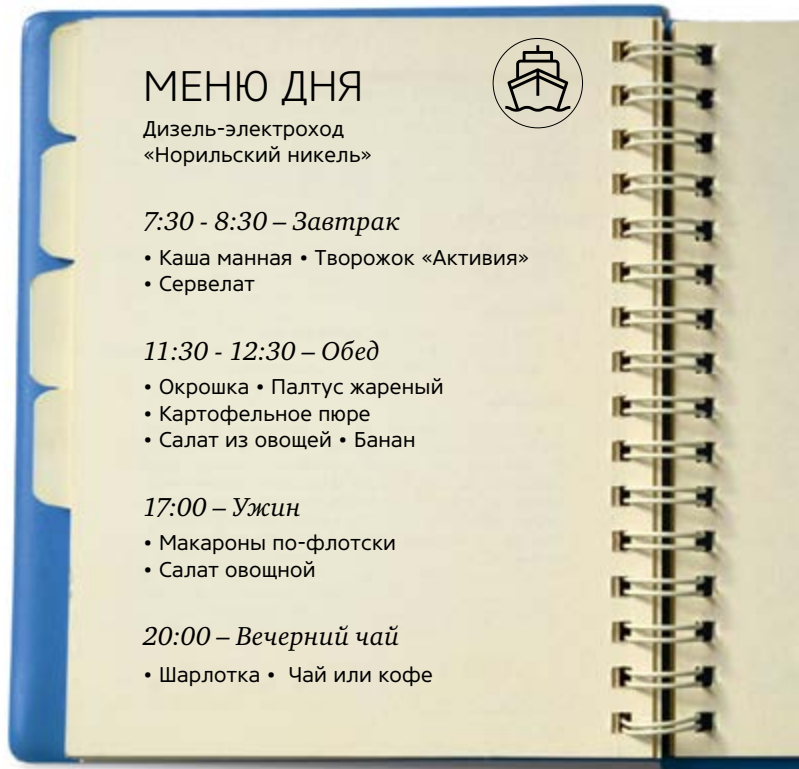 МЕНЮ ДНЯ
Дизель-электроход
«Норильский никель»
7:30 - 8:30 – Завтрак
• Каша манная • Творожок «Активия»
• Сервелат
11:30 - 12:30 – Обед
• Окрошка • Палтус жареный
• Картофельное пюре
• Салат из овощей • Банан
17:00 – Ужин
• Макароны по-флотски
• Салат овощной
20:00 – Вечерний чай
• Шарлотка • Чай или кофе